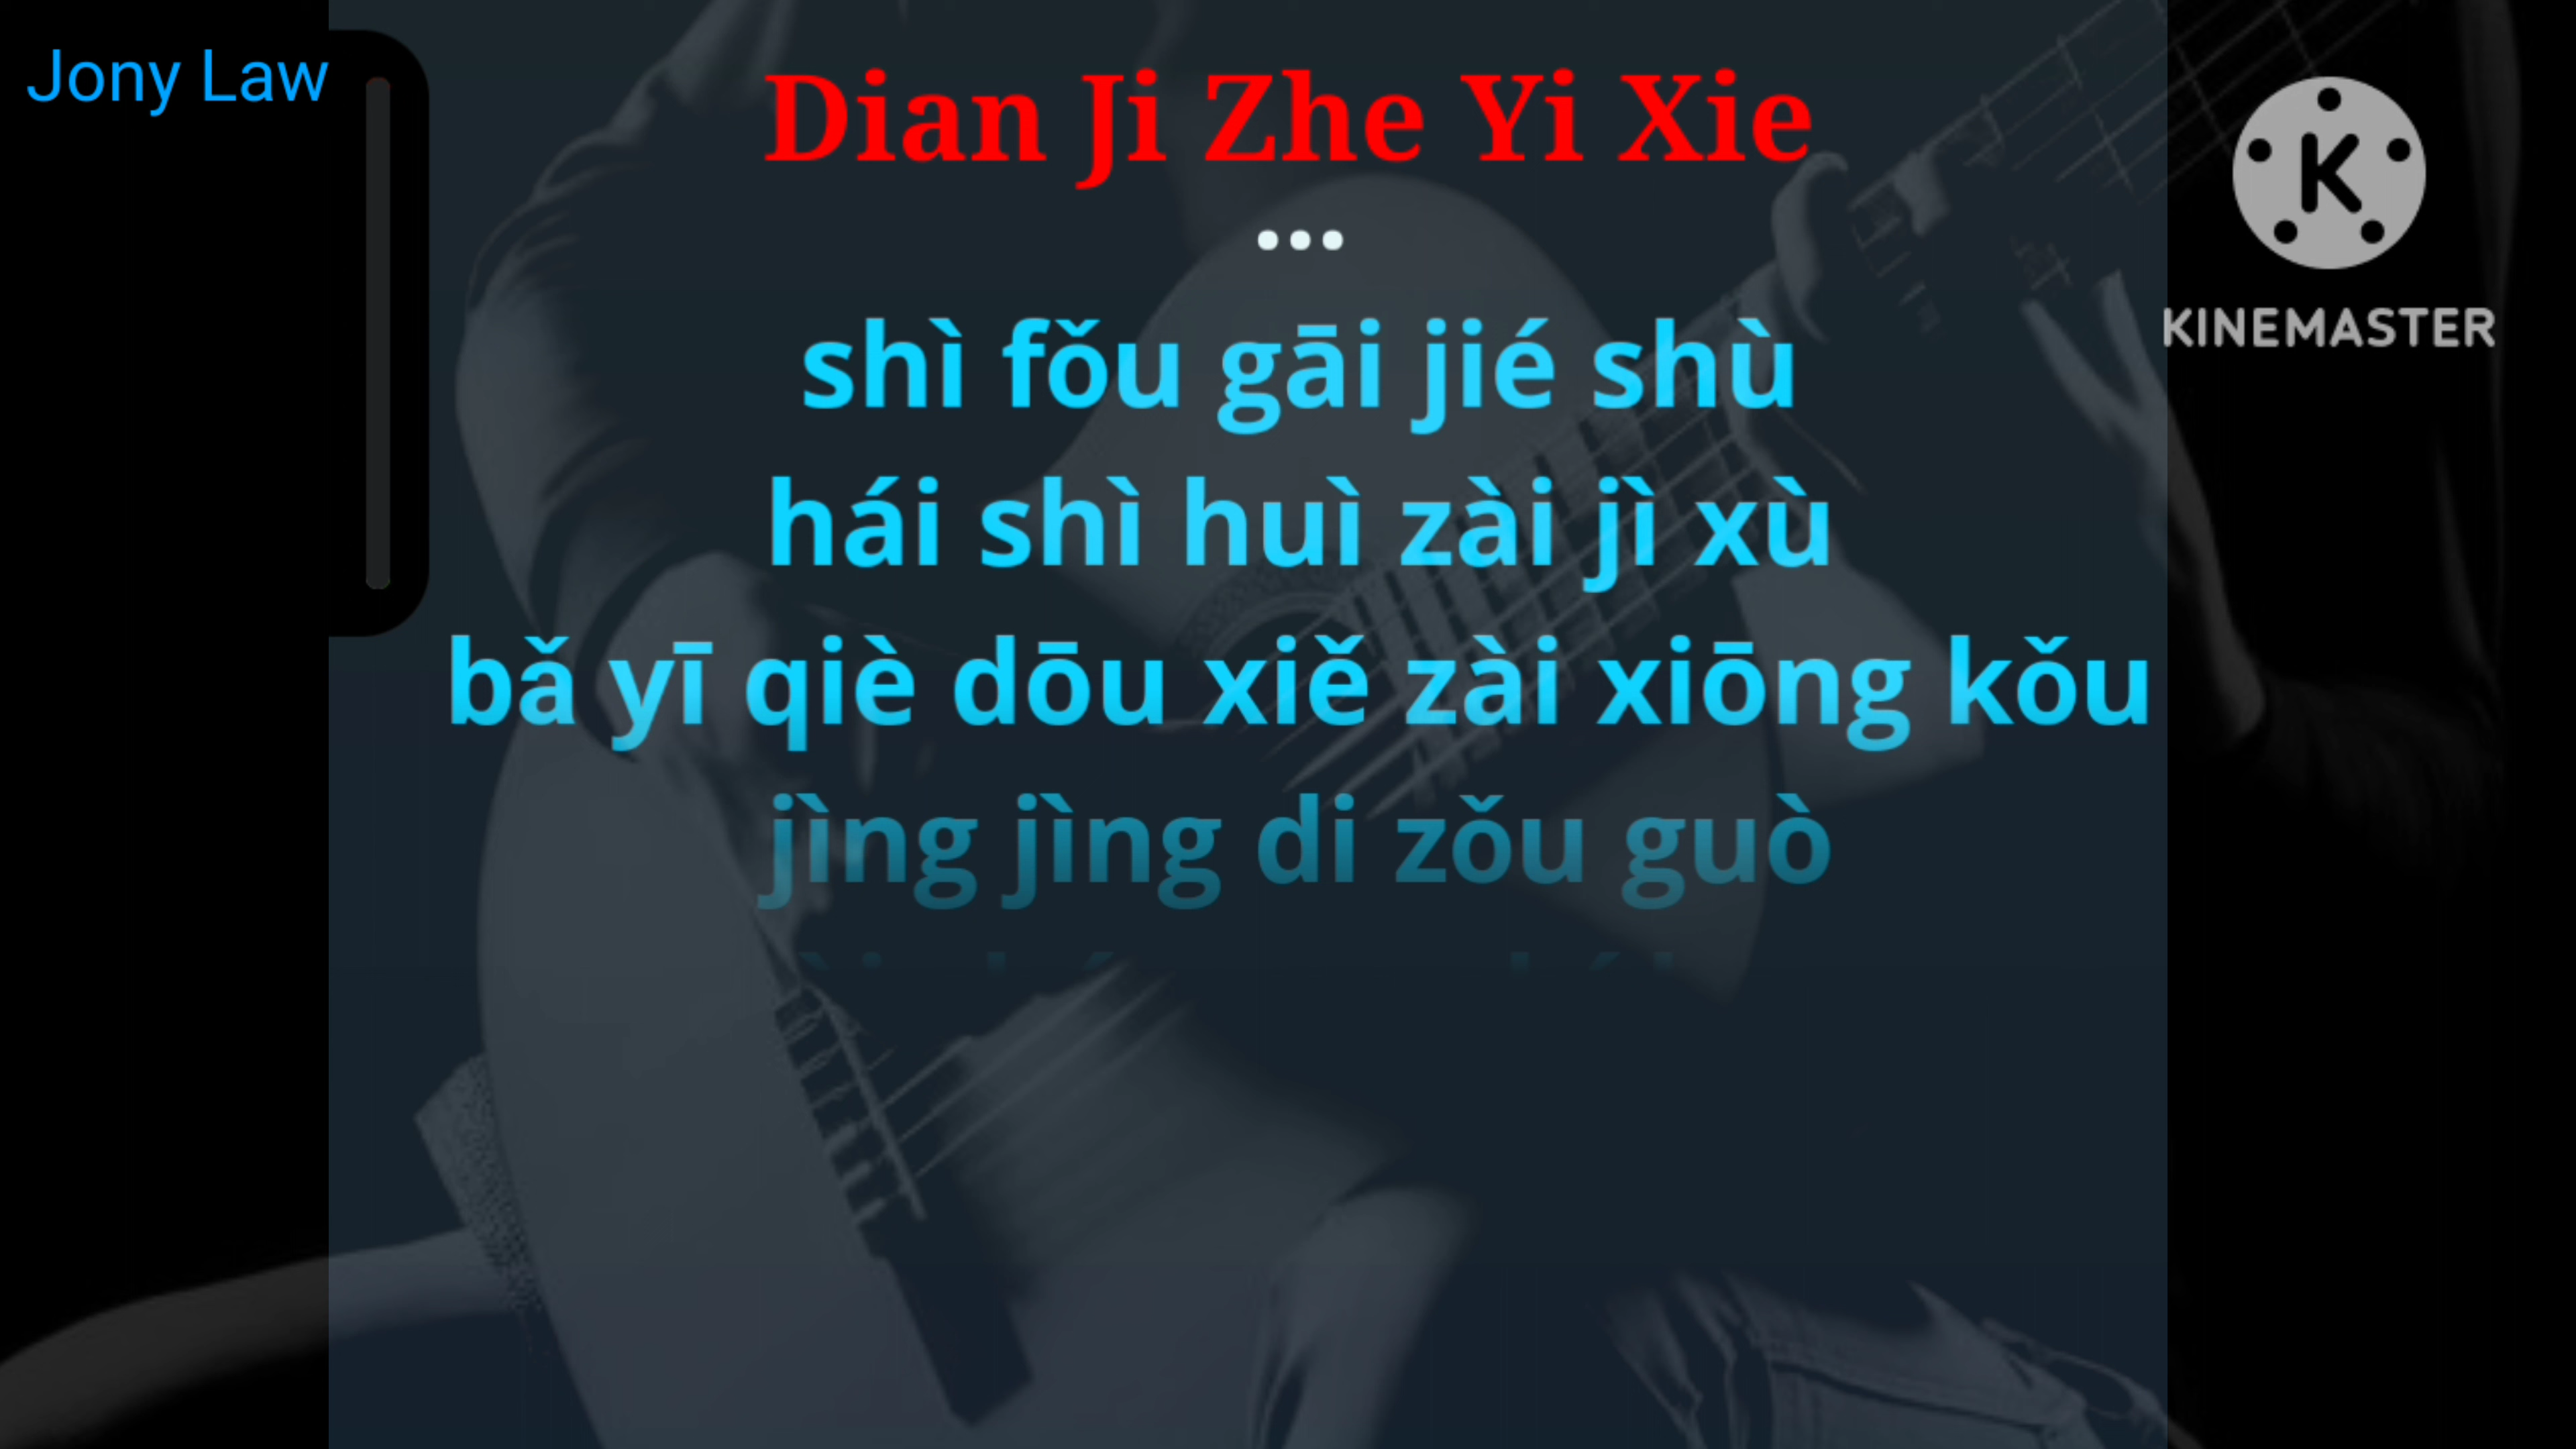 Jony Law
Dian Ji Zhe Yi Xie
...
shì fǒu gāi jié shù
hái shì huì zài jì xù
bǎ yī qiè dōu xiě zài xiōng kǒu
jìng jìng di zǒu guò
K
KINEMASTER